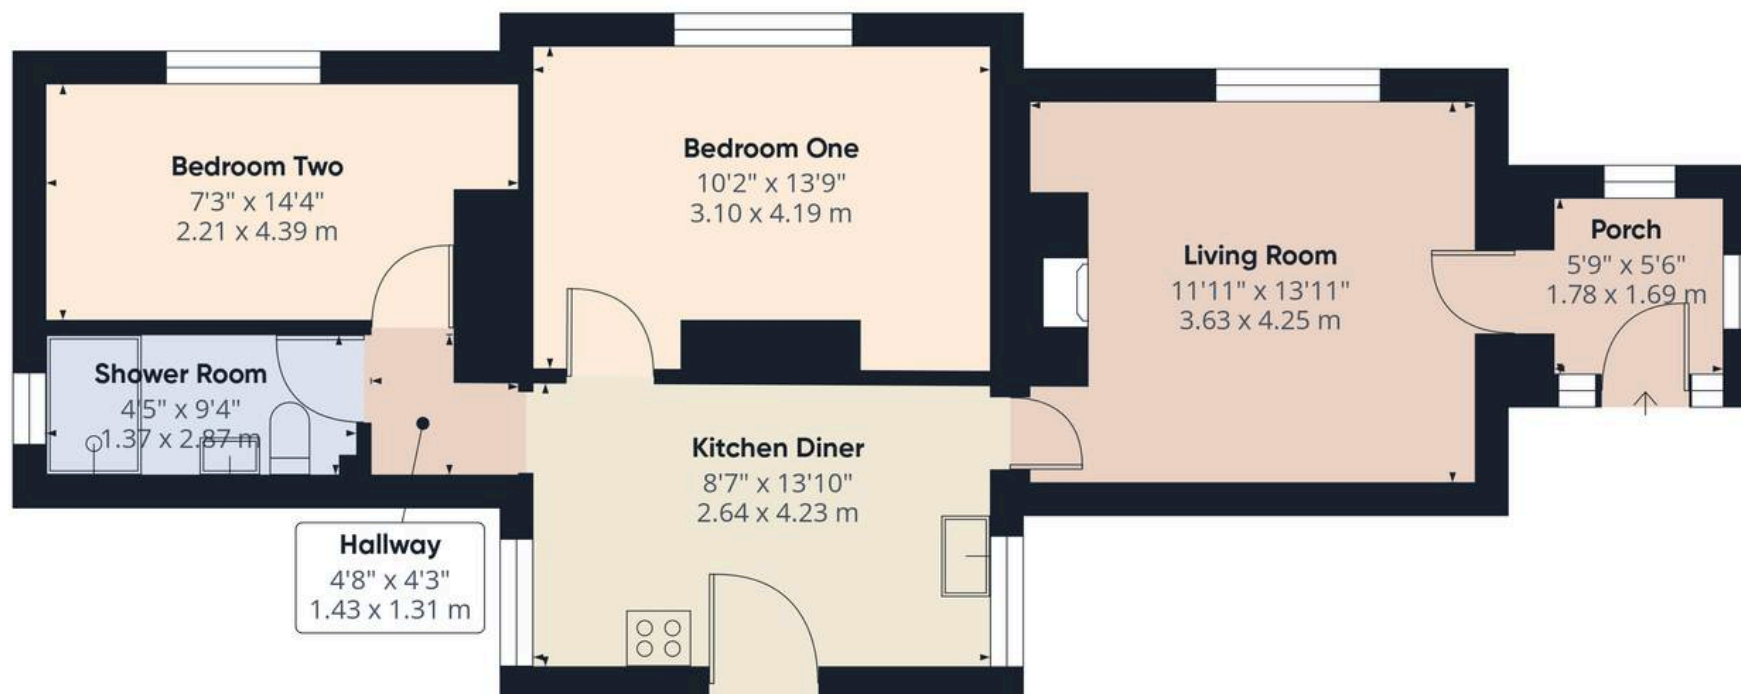 Bedroom Two
7'3" x 14'4"
2.21 x 4.39 m
Bedroom One
10'2" x 13'9"
3.10 x 4.19 m
Living Room
11'11" x 13'11"
3.63 x 4.25 m
Porch
5'9" x 5'6"
1.78 x 1.69 m
Shower Room
4'5" x 9'4"
1.37 x 2.87 m
Kitchen Diner
8'7" x 13'10"
2.64 x 4.23 m
Hallway
4'8" x 4'3"
1.43 x 1.31 m